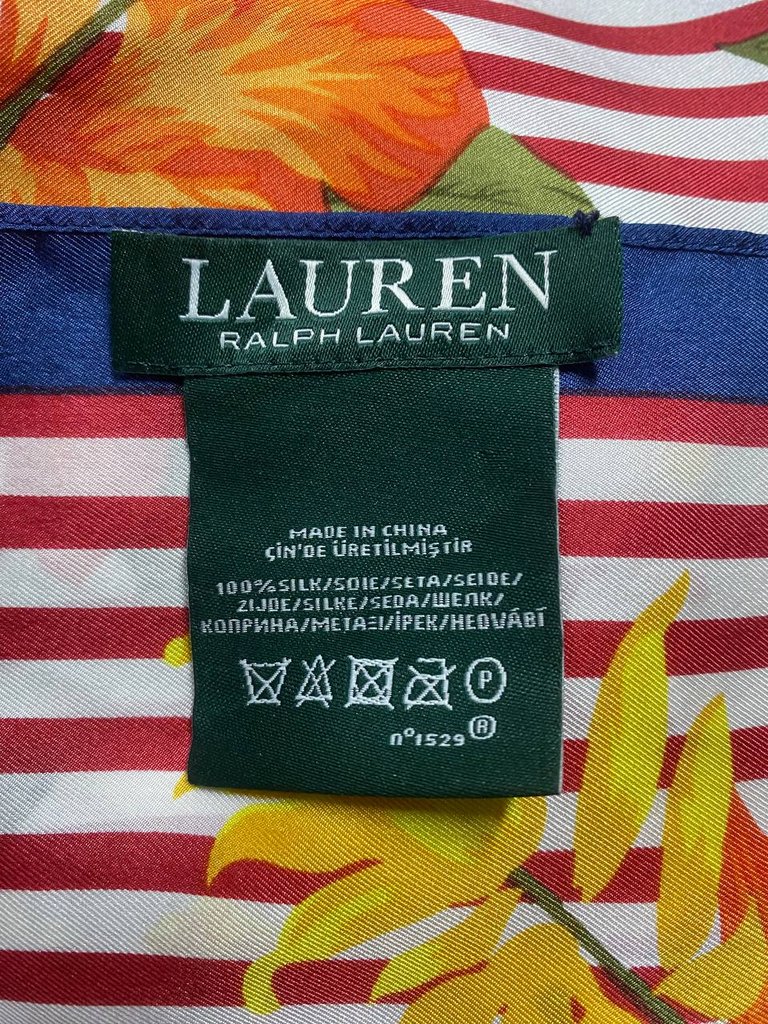 LAUREN
RALPH LAUREN
MADE IN CHINA
ÇİN'DE ÜRETİLMİŞTİR
100% SILK/SOIE/SETA/SEIDE/
ZIJDE/SILKE/SEDA/ШЕЛК/
КОПРИНА/ΜΕΤΑΞΙ/İPEK/HEDVÁBÍ
P
nº1529 ®